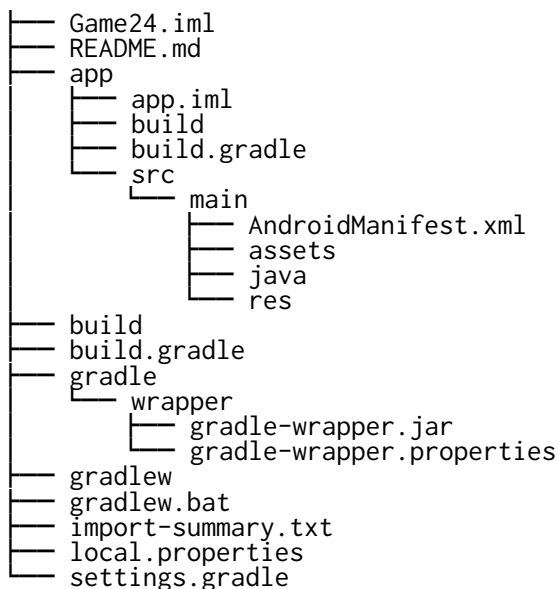 ├── Game24.iml
├── README.md
├── app
│   ├── app.iml
│   ├── build
│   ├── build.gradle
│   └── src
│       └── main
│           ├── AndroidManifest.xml
│           ├── assets
│           ├── java
│           └── res
├── build
├── build.gradle
├── gradle
│   └── wrapper
│       ├── gradle-wrapper.jar
│       └── gradle-wrapper.properties
├── gradlew
├── gradlew.bat
├── import-summary.txt
├── local.properties
└── settings.gradle